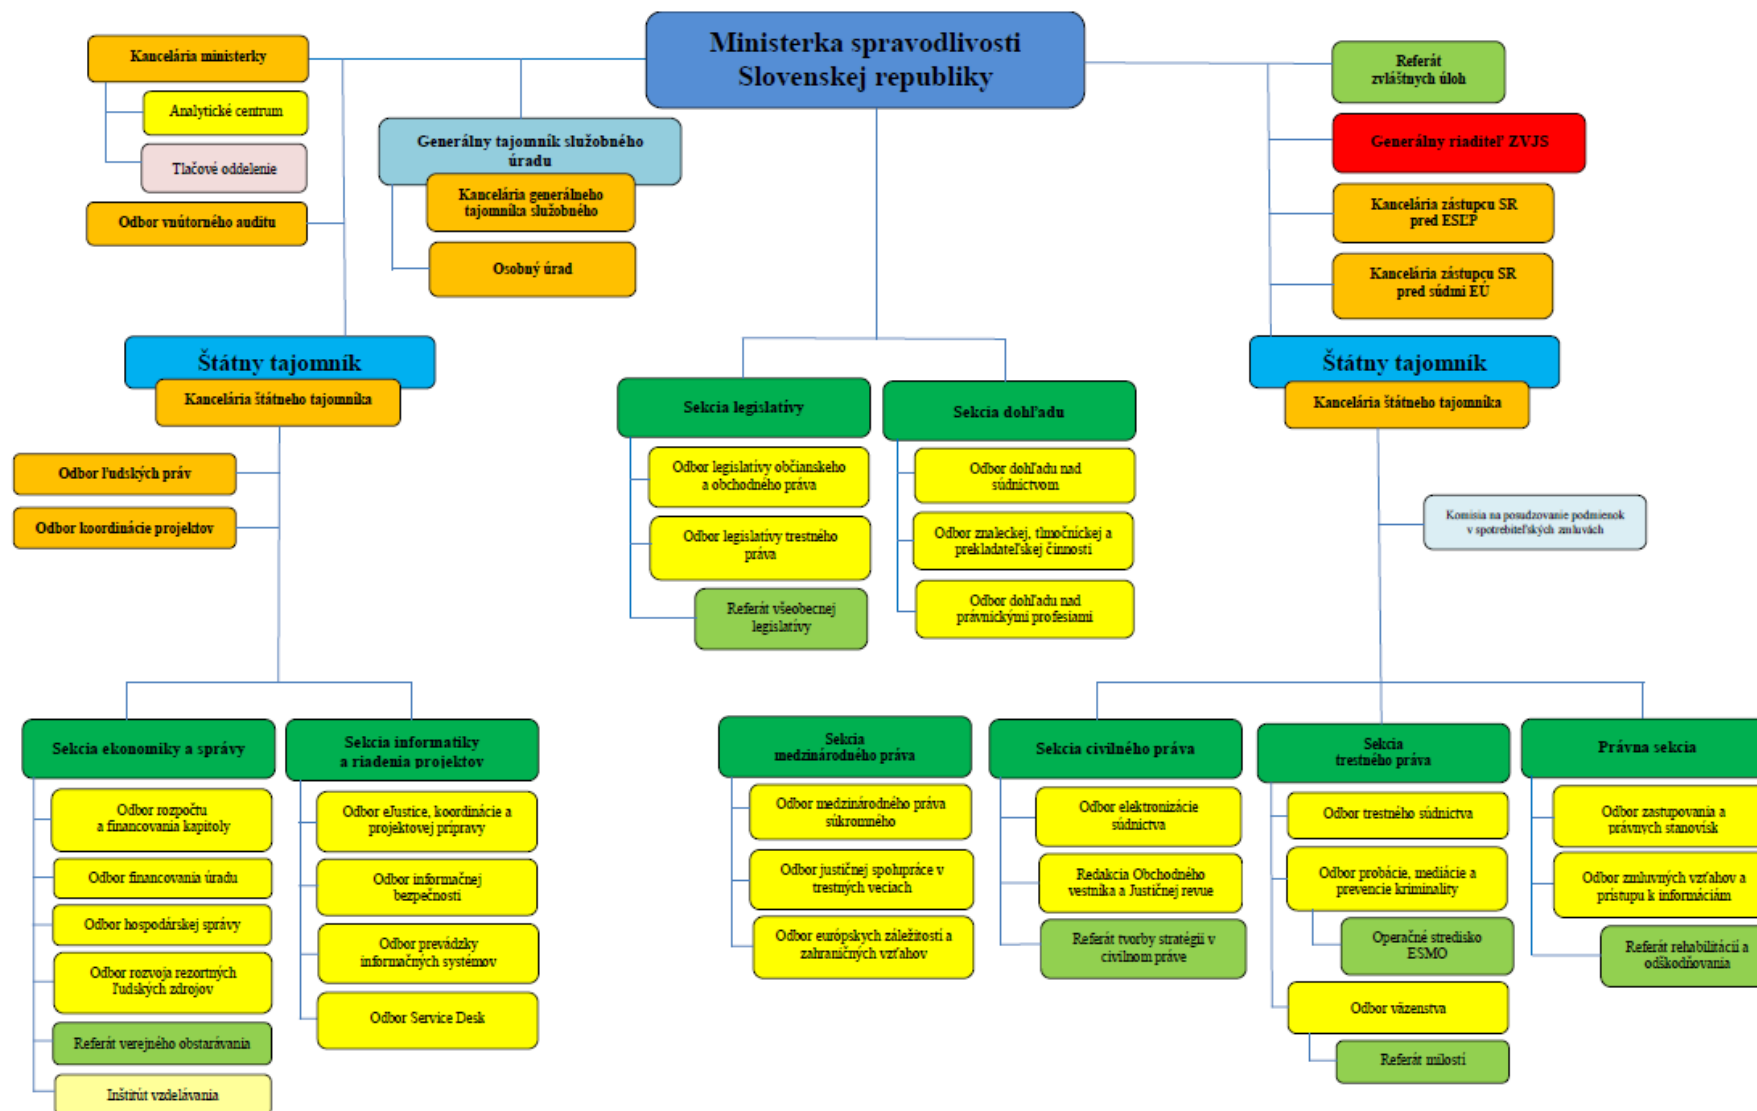 Ministerka spravodlivosti
Slovenskej republiky
Kancelária ministerky
Analytické centrum
Tlačové oddelenie
Odbor vnútorného auditu
Generálny tajomník služobného
úradu
Kancelária generálneho
tajomníka služobného
Osobný úrad
Referát
zvláštnych úloh
Generálny riaditeľ ZVJS
Kancelária zástupcu SR
pred ESĽP
Kancelária zástupcu SR
pred súdmi EÚ
Štátny tajomník
Kancelária štátneho tajomníka
Odbor ľudských práv
Odbor koordinácie projektov
Sekcia legislatívy
Odbor legislatívy občianskeho
a obchodného práva
Odbor legislatívy trestného
práva
Referát všeobecnej
legislatívy
Sekcia dohľadu
Odbor dohľadu nad
súdnictvom
Odbor znaleckej, tlmočníckej a
prekladateľskej činnosti
Odbor dohľadu nad
právnickými profesiami
Štátny tajomník
Kancelária štátneho tajomníka
Komisia na posudzovanie podmienok
v spotrebiteľských zmluvách
Sekcia ekonomiky a správy
Odbor rozpočtu
a financovania kapitoly
Odbor financovania úradu
Odbor hospodárskej správy
Odbor rozvoja rezortných
ľudských zdrojov
Referát verejného obstarávania
Inštitút vzdelávania
Sekcia informatiky
a riadenia projektov
Odbor eJustice, koordinácie a
projektovej prípravy
Odbor informačnej
bezpečnosti
Odbor prevádzky
informačných systémov
Odbor Service Desk
Sekcia
medzinárodného práva
Odbor medzinárodného práva
súkromného
Odbor justičnej spolupráce v
trestných veciach
Odbor európskych záležitostí a
zahraničných vzťahov
Sekcia civilného práva
Odbor elektronizácie
súdnictva
Redakcia Obchodného
vestníka a Justičnej revue
Referát tvorby stratégií v
civilnom práve
Sekcia
trestného práva
Odbor trestného súdnictva
Odbor probácie, mediácie a
prevencie kriminality
Operačné stredisko
ESMO
Odbor väzenstva
Referát milostí
Právna sekcia
Odbor zastupovania a
právnych stanovísk
Odbor zmluvných vzťahov a
prístupu k informáciám
Referát rehabilitácií a
odškodňovania